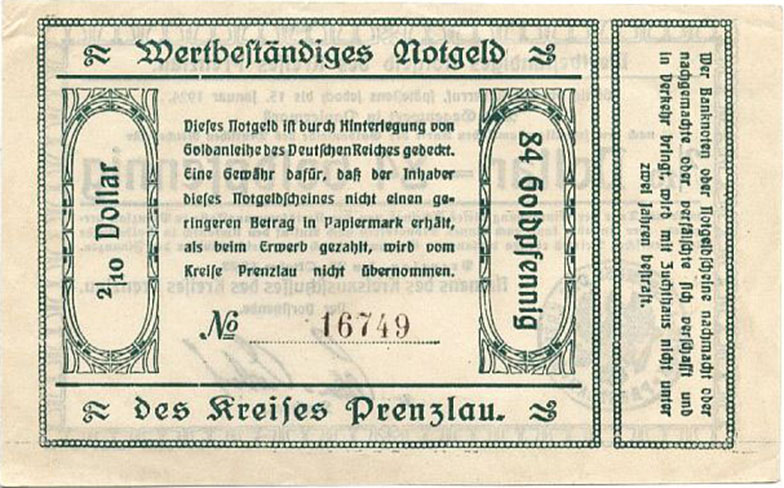 Wertbeständiges Notgeld
2/10 Dollar
Dieses Notgeld ist durch Hinterlegung von
Goldanleihe des Deutschen Reiches gedeckt.
Eine Gewähr dafür, daß der Inhaber
dieses Notgeldscheines nicht einen ge-
ringeren Betrag in Papiermark erhält,
als beim Erwerb gezahlt, wird vom
Kreise Prenzlau nicht übernommen.
№ 16749
84 Goldpfennig
des Kreises Prenzlau.
Wer Banknoten oder Notgeldscheine nachmacht oder
nachgemachte oder verfälschte sich verschafft und
in Verkehr bringt, wird mit Zuchthaus nicht unter
zwei Jahren bestraft.